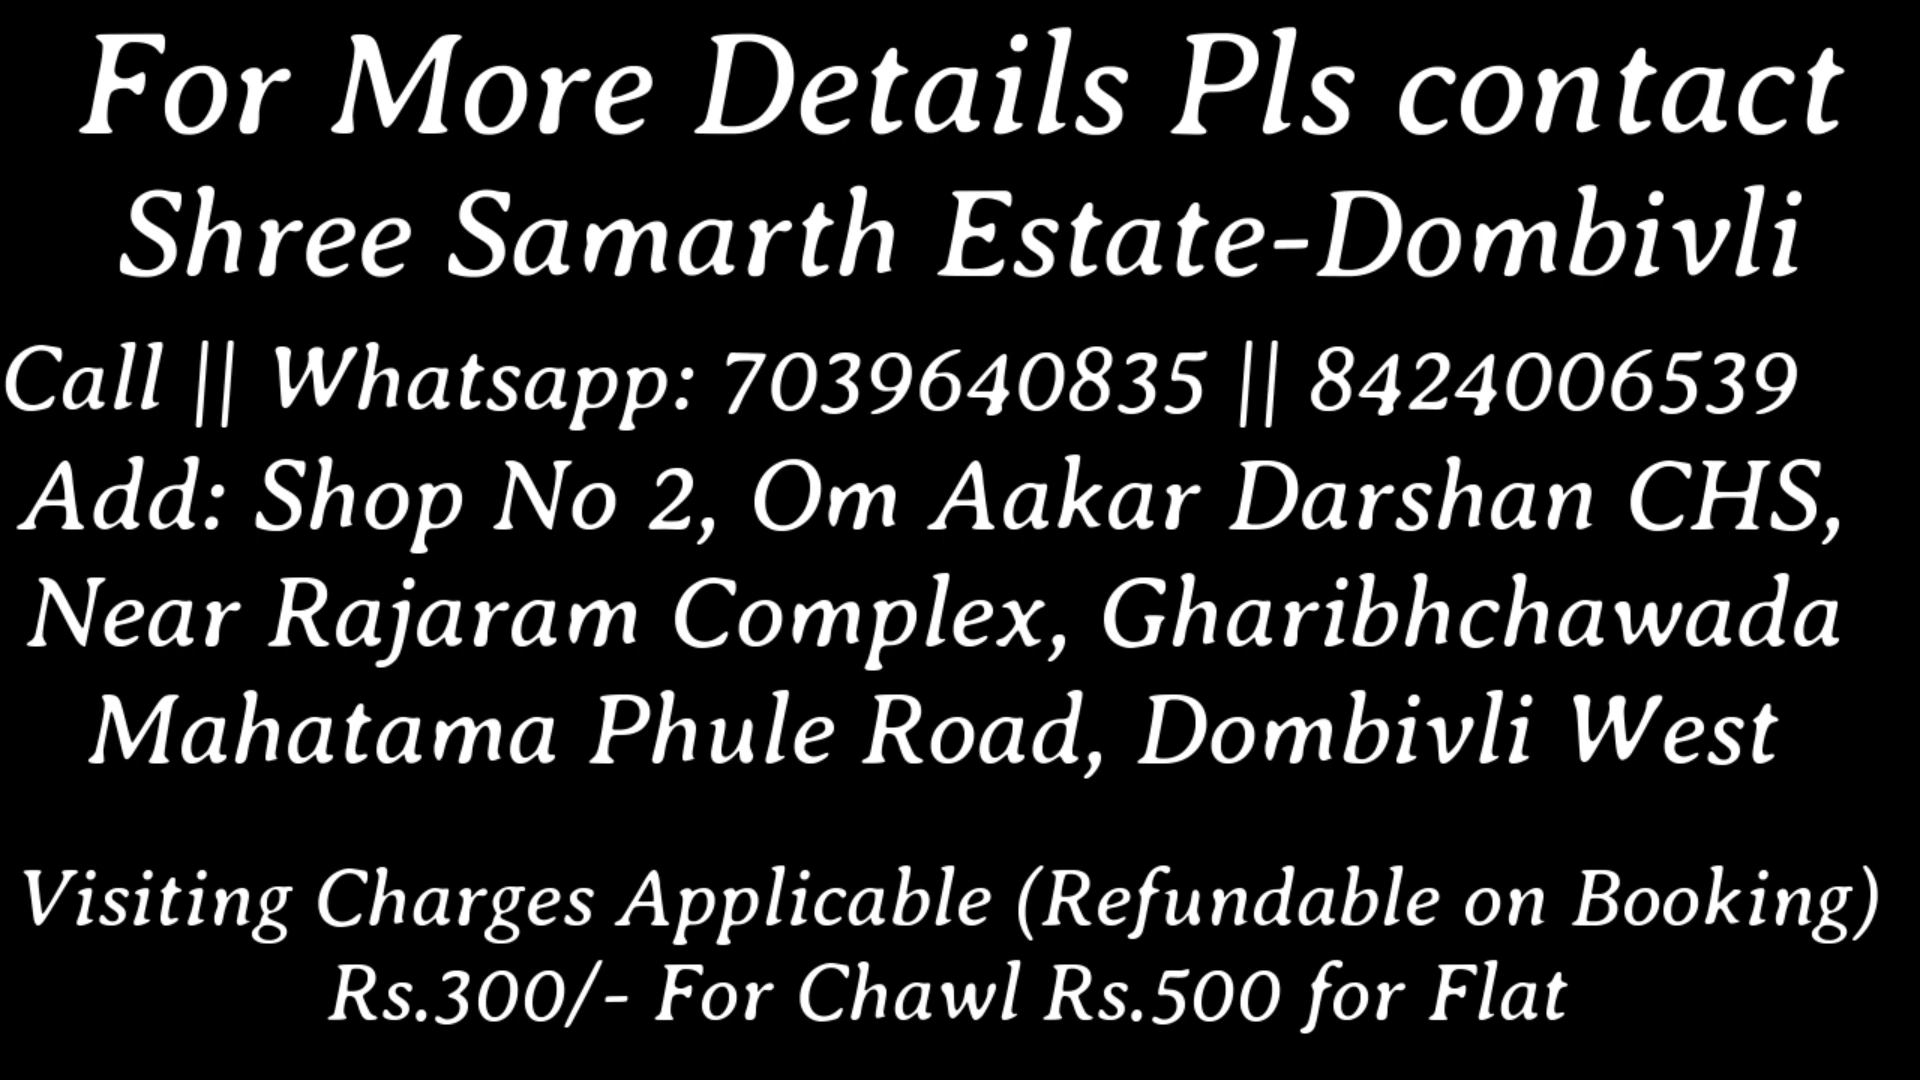 For More Details Pls contact
Shree Samarth Estate-Dombivli
Call || Whatsapp: 7039640835 || 8424006539
Add: Shop No 2, Om Aakar Darshan CHS,
Near Rajaram Complex, Gharibhchawada
Mahatama Phule Road, Dombivli West
Visiting Charges Applicable (Refundable on Booking)
Rs.300/- For Chawl Rs.500 for Flat